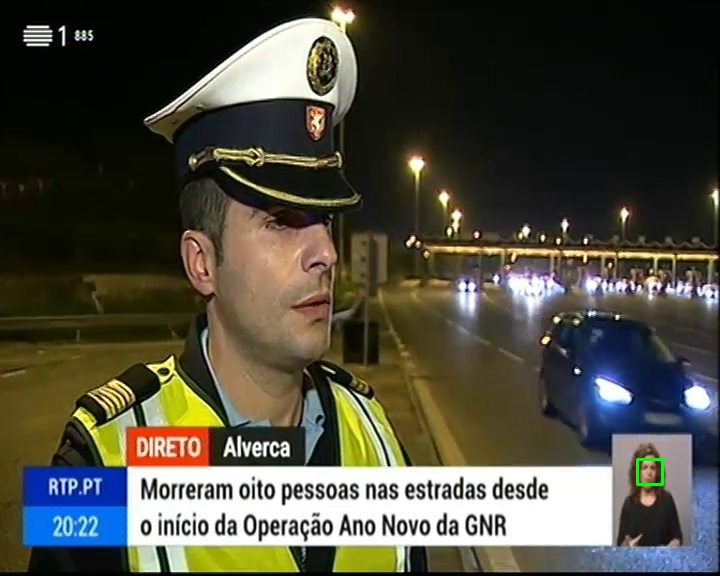 1 885
DIRETO Alverca
RTP.PT
Morreram oito pessoas nas estradas desde
20:22
o início da Operação Ano Novo da GNR